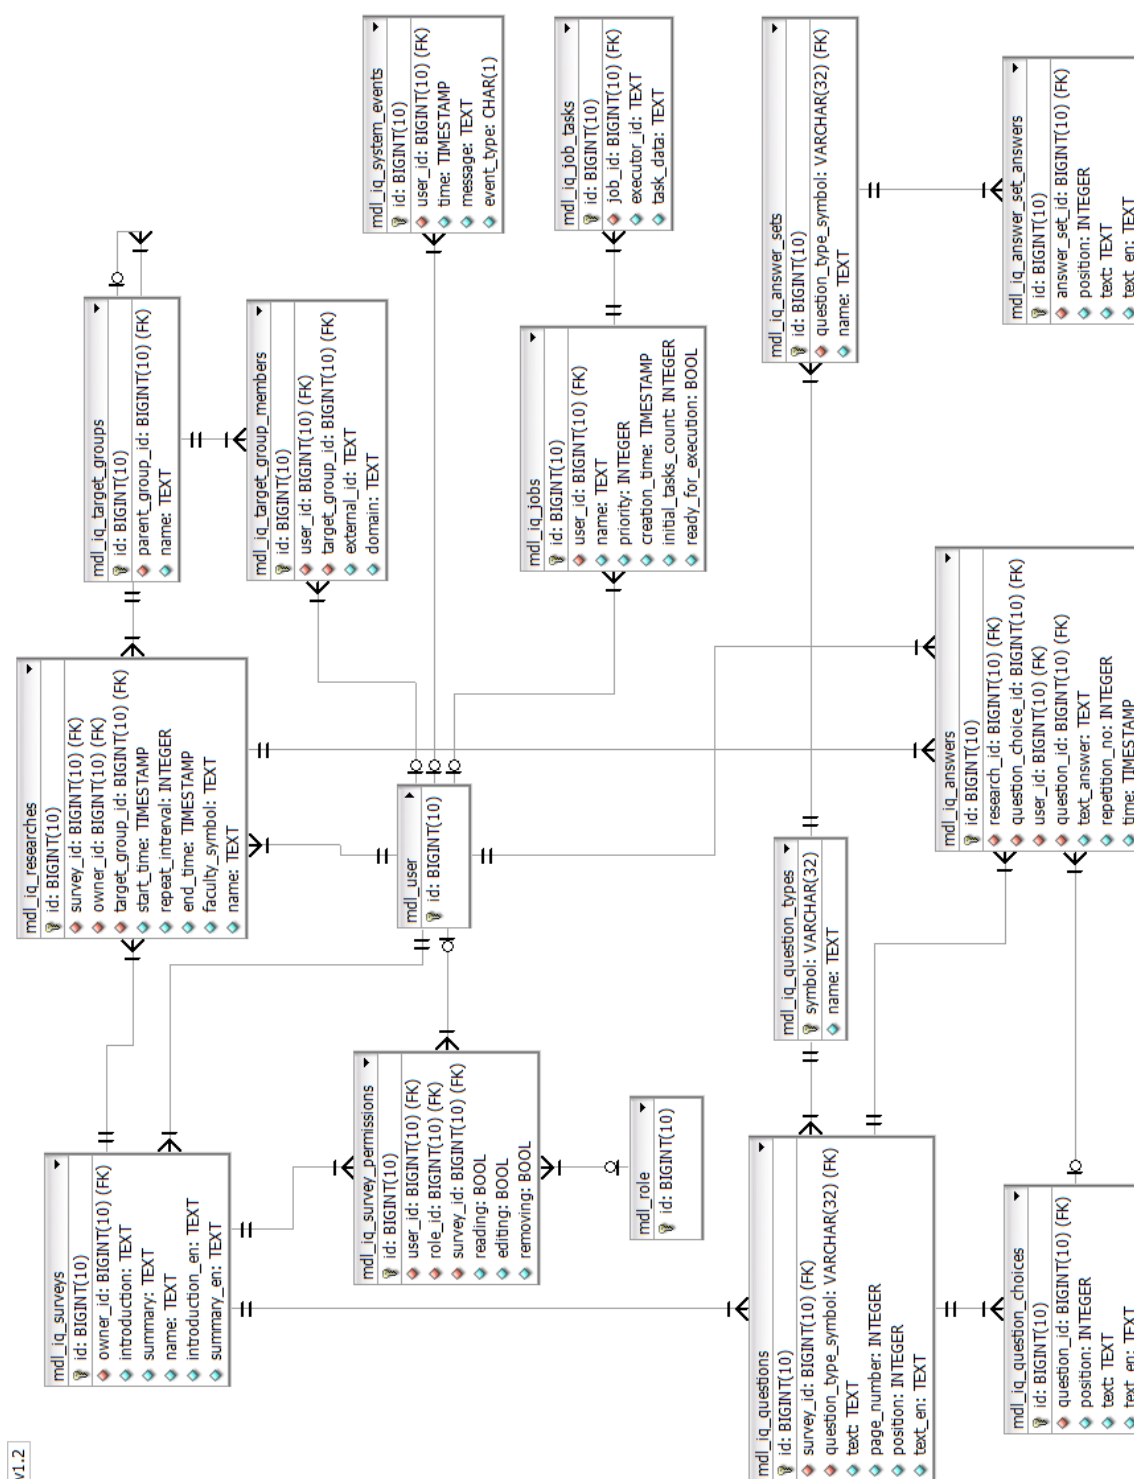 v1.2
mdl_iq_surveys
id: BIGINT(10)
owner_id: BIGINT(10) (FK)
introduction: TEXT
summary: TEXT
name: TEXT
introduction_en: TEXT
summary_en: TEXT
mdl_iq_researches
id: BIGINT(10)
survey_id: BIGINT(10) (FK)
owner_id: BIGINT(10) (FK)
target_group_id: BIGINT(10) (FK)
start_time: TIMESTAMP
repeat_interval: INTEGER
end_time: TIMESTAMP
faculty_symbol: TEXT
name: TEXT
mdl_iq_target_groups
id: BIGINT(10)
parent_group_id: BIGINT(10) (FK)
name: TEXT
mdl_iq_target_group_members
id: BIGINT(10)
user_id: BIGINT(10) (FK)
target_group_id: BIGINT(10) (FK)
external_id: TEXT
domain: TEXT
mdl_iq_system_events
id: BIGINT(10)
user_id: BIGINT(10) (FK)
time: TIMESTAMP
message: TEXT
event_type: CHAR(1)
mdl_iq_survey_permissions
id: BIGINT(10)
user_id: BIGINT(10) (FK)
role_id: BIGINT(10) (FK)
survey_id: BIGINT(10) (FK)
reading: BOOL
editing: BOOL
removing: BOOL
mdl_user
id: BIGINT(10)
mdl_iq_jobs
id: BIGINT(10)
user_id: BIGINT(10) (FK)
name: TEXT
priority: INTEGER
creation_time: TIMESTAMP
initial_tasks_count: INTEGER
ready_for_execution: BOOL
mdl_iq_job_tasks
id: BIGINT(10)
job_id: BIGINT(10) (FK)
executor_id: TEXT
task_data: TEXT
mdl_role
id: BIGINT(10)
mdl_iq_questions
id: BIGINT(10)
survey_id: BIGINT(10) (FK)
question_type_symbol: VARCHAR(32) (FK)
text: TEXT
page_number: INTEGER
position: INTEGER
text_en: TEXT
mdl_iq_question_types
symbol: VARCHAR(32)
name: TEXT
mdl_iq_answer_sets
id: BIGINT(10)
question_type_symbol: VARCHAR(32) (FK)
name: TEXT
mdl_iq_question_choices
id: BIGINT(10)
question_id: BIGINT(10) (FK)
position: INTEGER
text: TEXT
text_en: TEXT
mdl_iq_answers
id: BIGINT(10)
research_id: BIGINT(10) (FK)
question_choice_id: BIGINT(10) (FK)
user_id: BIGINT(10) (FK)
question_id: BIGINT(10) (FK)
text_answer: TEXT
repetition_no: INTEGER
time: TIMESTAMP
mdl_iq_answer_set_answers
id: BIGINT(10)
answer_set_id: BIGINT(10) (FK)
position: INTEGER
text: TEXT
text_en: TEXT